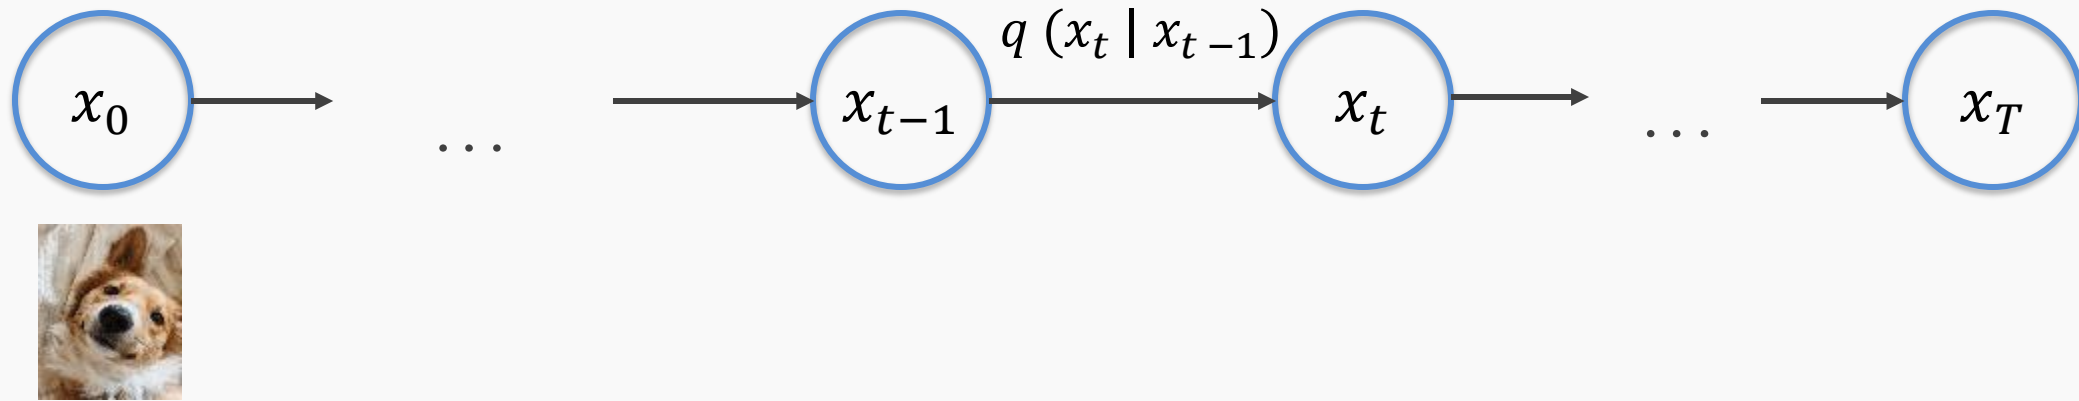 q (x_t | x_{t-1})
x_0
...
x_{t-1}
x_t
...
x_T